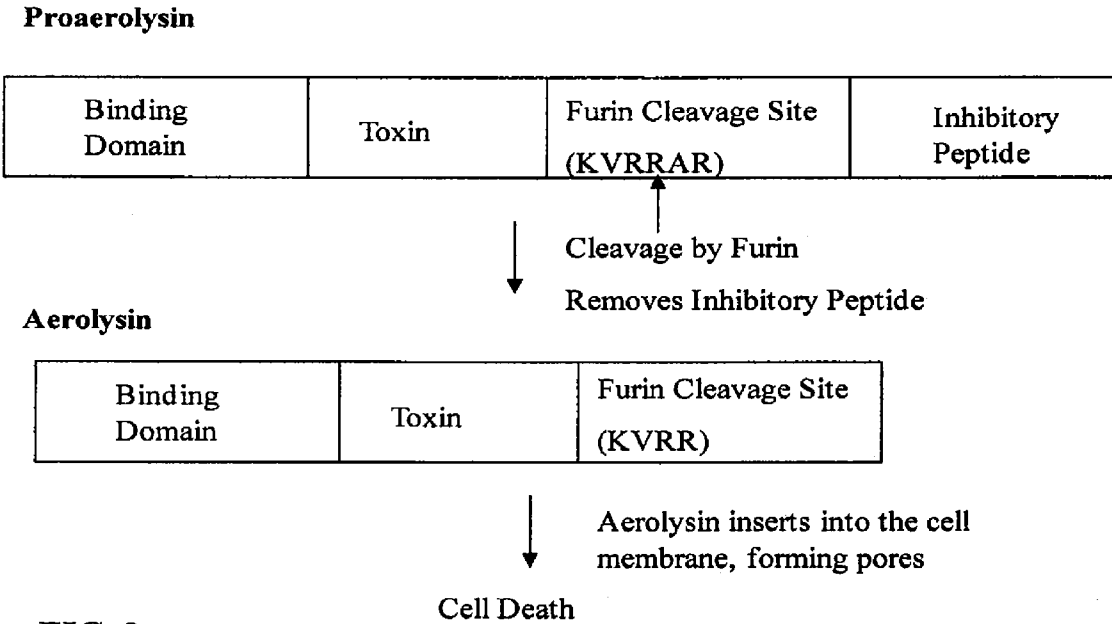 Proaerolysin
Binding
Domain
Toxin
Furin Cleavage Site
(KVRRAR)
Inhibitory
Peptide
Cleavage by Furin
Removes Inhibitory Peptide
Aerolysin
Binding
Domain
Toxin
Furin Cleavage Site
(KVRR)
Aerolysin inserts into the cell
membrane, forming pores
Cell Death